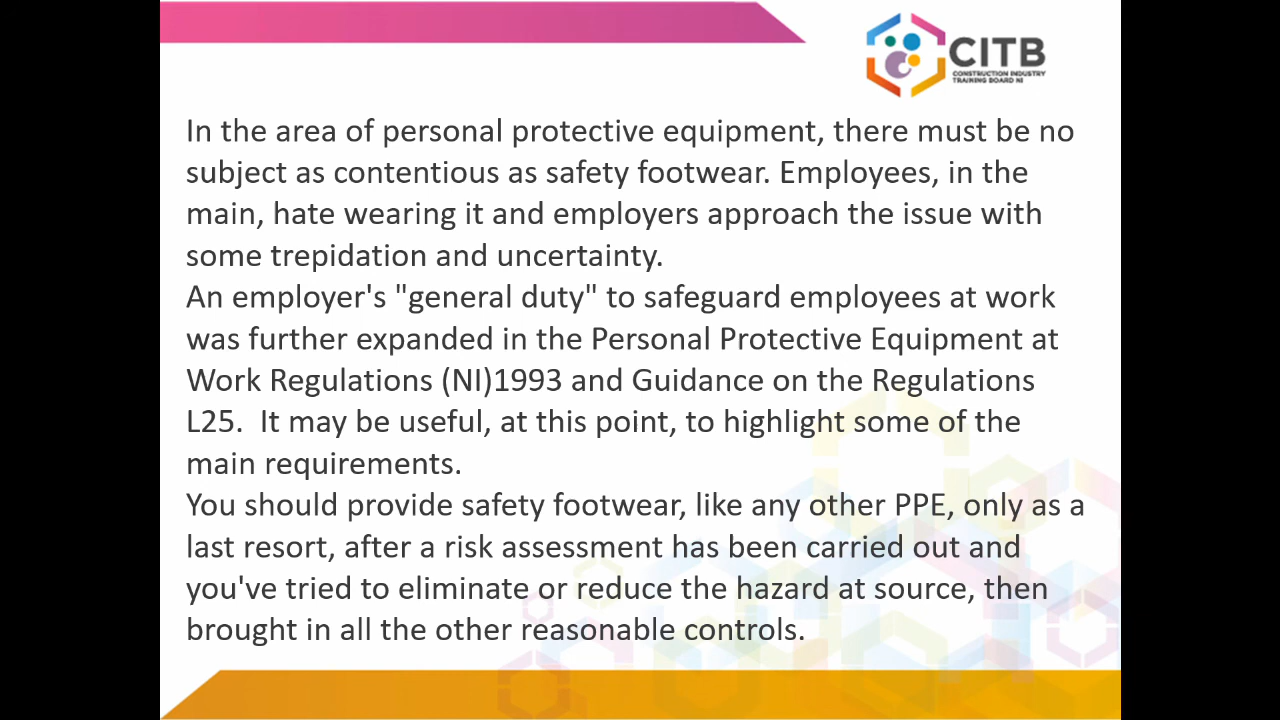 CITB
CONSTRUCTION INDUSTRY
TRAINING BOARD NI
In the area of personal protective equipment, there must be no
subject as contentious as safety footwear. Employees, in the
main, hate wearing it and employers approach the issue with
some trepidation and uncertainty.
An employer's "general duty" to safeguard employees at work
was further expanded in the Personal Protective Equipment at
Work Regulations (NI)1993 and Guidance on the Regulations
L25.  It may be useful, at this point, to highlight some of the
main requirements.
You should provide safety footwear, like any other PPE, only as a
last resort, after a risk assessment has been carried out and
you've tried to eliminate or reduce the hazard at source, then
brought in all the other reasonable controls.